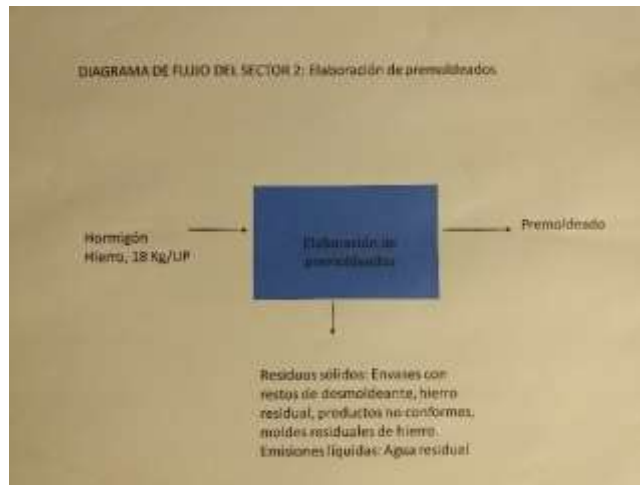 DIAGRAMA DE FLUJO DEL SECTOR 2: Elaboración de premoldeados
Hormigón
Hierro, 18 Kg/UP
Elaboración de
premoldeados
Premoldeado
Residuos sólidos: Envases con
restos de desmoldeante, hierro
residual, productos no conformes,
moldes residuales de hierro.
Emisiones líquidas: Agua residual